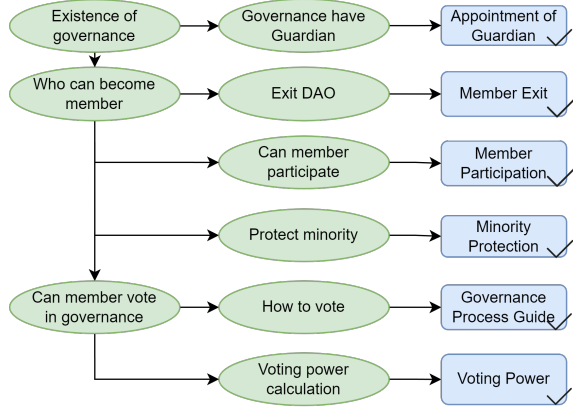 Existence of
governance
Governance have
Guardian
Appointment of
Guardian
Who can become
member
Exit DAO
Member Exit
Can member
participate
Member
Participation
Protect minority
Minority
Protection
Can member vote
in governance
How to vote
Governance
Process Guide
Voting power
calculation
Voting Power